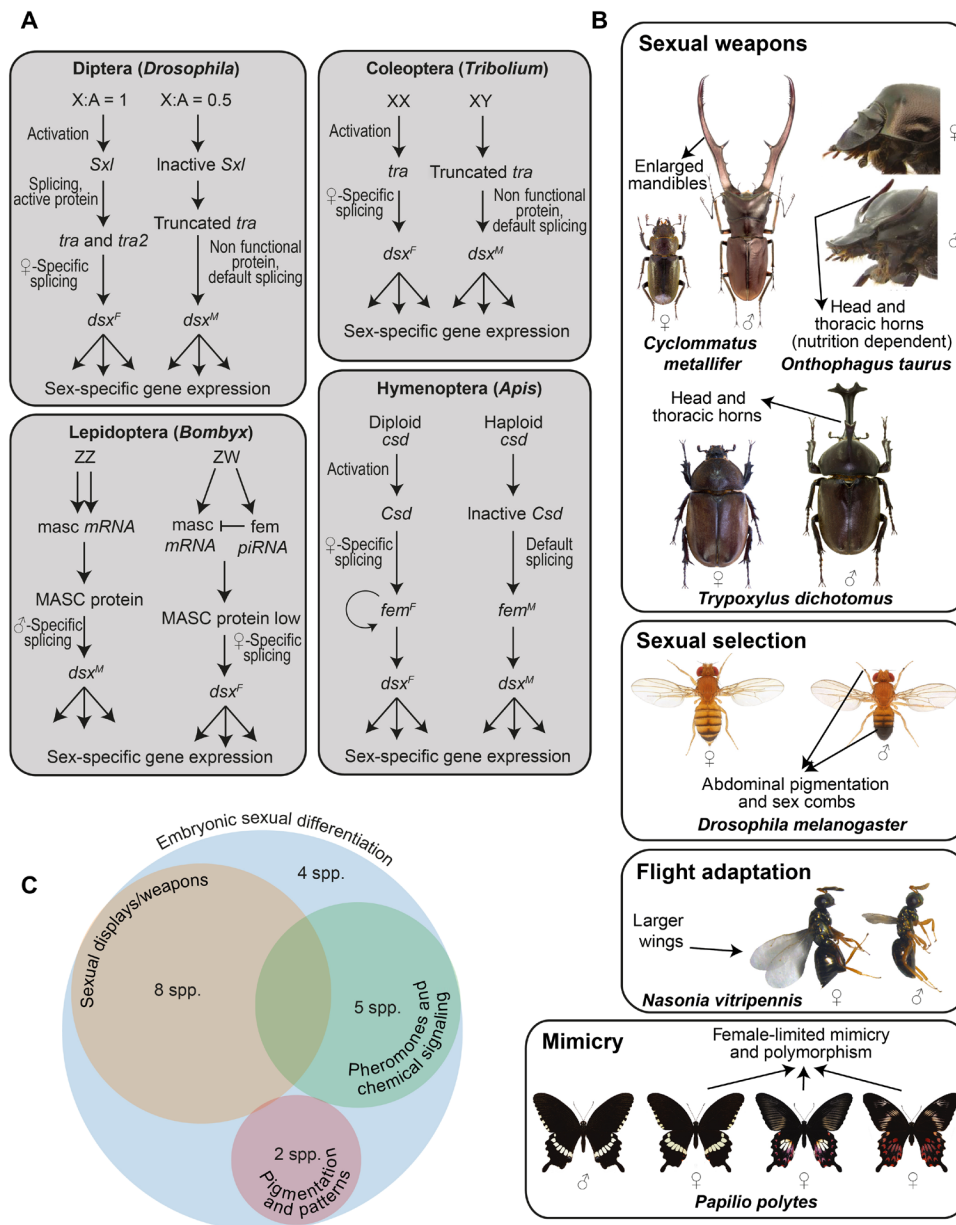 A
Diptera (Drosophila)
X:A = 1
X:A = 0.5
Activation
Sxl
Inactive Sxl
Splicing,
active protein
Truncated tra
tra and tra2
Non functional
protein,
default splicing
♀-Specific
splicing
dsxF
dsxM
Sex-specific gene expression
Coleoptera (Tribolium)
XX
XY
Activation
tra
Truncated tra
♀-Specific
splicing
Non functional
protein,
default splicing
dsxF
dsxM
Sex-specific gene expression
Lepidoptera (Bombyx)
ZZ
ZW
masc mRNA
masc
mRNA
fem
piRNA
MASC protein
MASC protein low
♂-Specific
splicing
♀-Specific
splicing
dsxM
dsxF
Sex-specific gene expression
Hymenoptera (Apis)
Diploid
csd
Haploid
csd
Activation
Csd
Inactive Csd
♀-Specific
splicing
Default
splicing
femF
femM
dsxF
dsxM
Sex-specific gene expression
B
Sexual weapons
Enlarged
mandibles
♀
♂
Cyclommatus
metallifer
♀
♂
Head and
thoracic horns
(nutrition dependent)
Onthophagus taurus
Head and
thoracic horns
♀
♂
Trypoxylus dichotomus
Sexual selection
♀
♂
Abdominal pigmentation
and sex combs
Drosophila melanogaster
Flight adaptation
Larger
wings
♀
♂
Nasonia vitripennis
Mimicry
Female-limited mimicry
and polymorphism
♂
♀
♀
♀
Papilio polytes
C
Embryonic sexual differentiation
4 spp.
Sexual displays/weapons
8 spp.
5 spp.
Pheromones and
chemical signaling
2 spp.
Pigmentation
and patterns